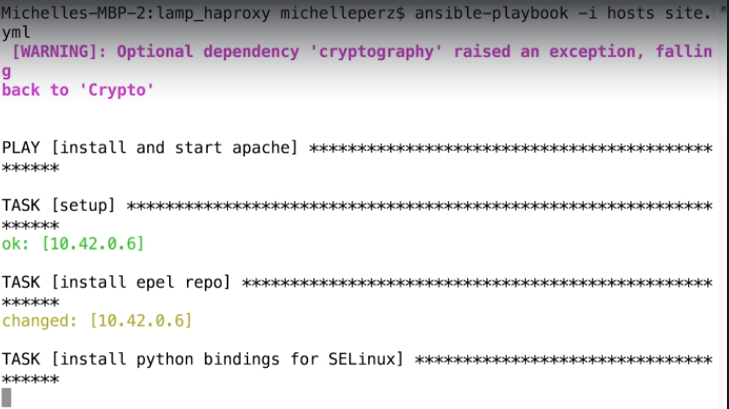 Michelles-MBP-2:lamp_haproxy michelleperz$ ansible-playbook -i hosts site.
yml
 [WARNING]: Optional dependency 'cryptography' raised an exception, fallin
g
back to 'Crypto'
PLAY [install and start apache] ******************************************
******
TASK [setup] *************************************************************
******
ok: [10.42.0.6]
TASK [install epel repo] *************************************************
******
changed: [10.42.0.6]
TASK [install python bindings for SELinux] *******************************
******